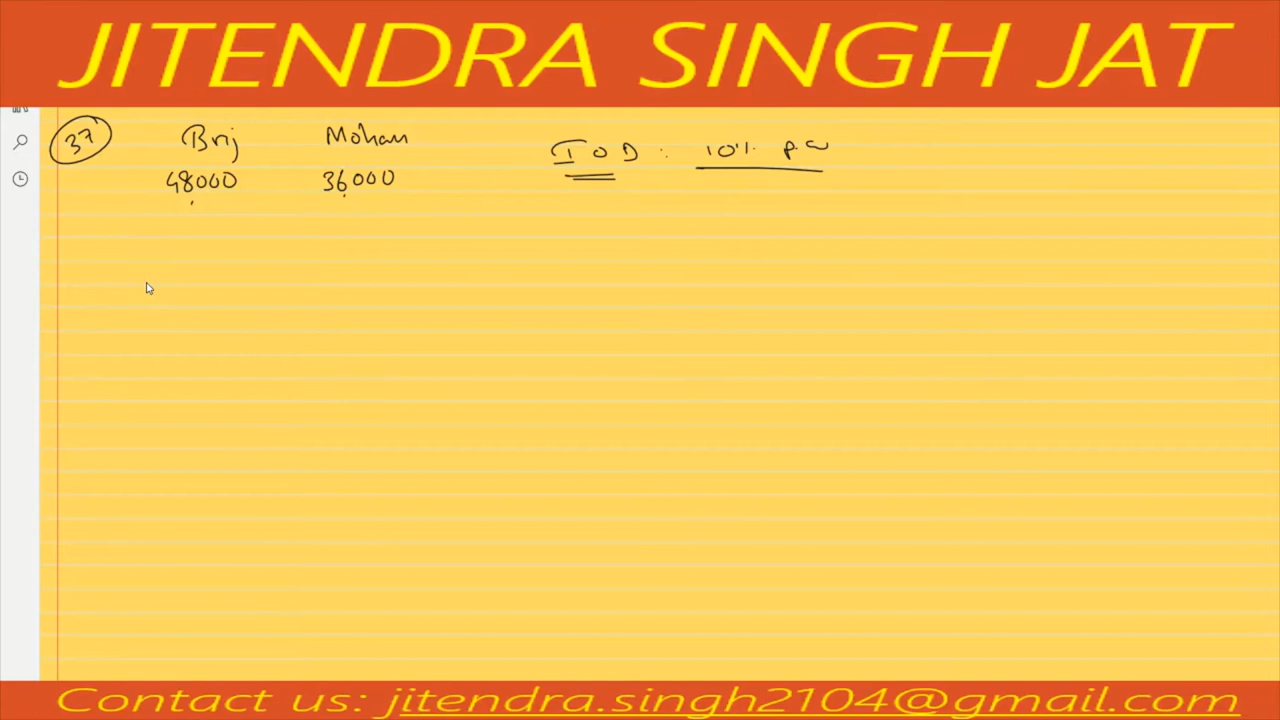 JITENDRA SINGH JAT
37 Brij Mohan
48000 36000
IOD : 10% p.a
Contact us: jitendra.singh2104@gmail.com